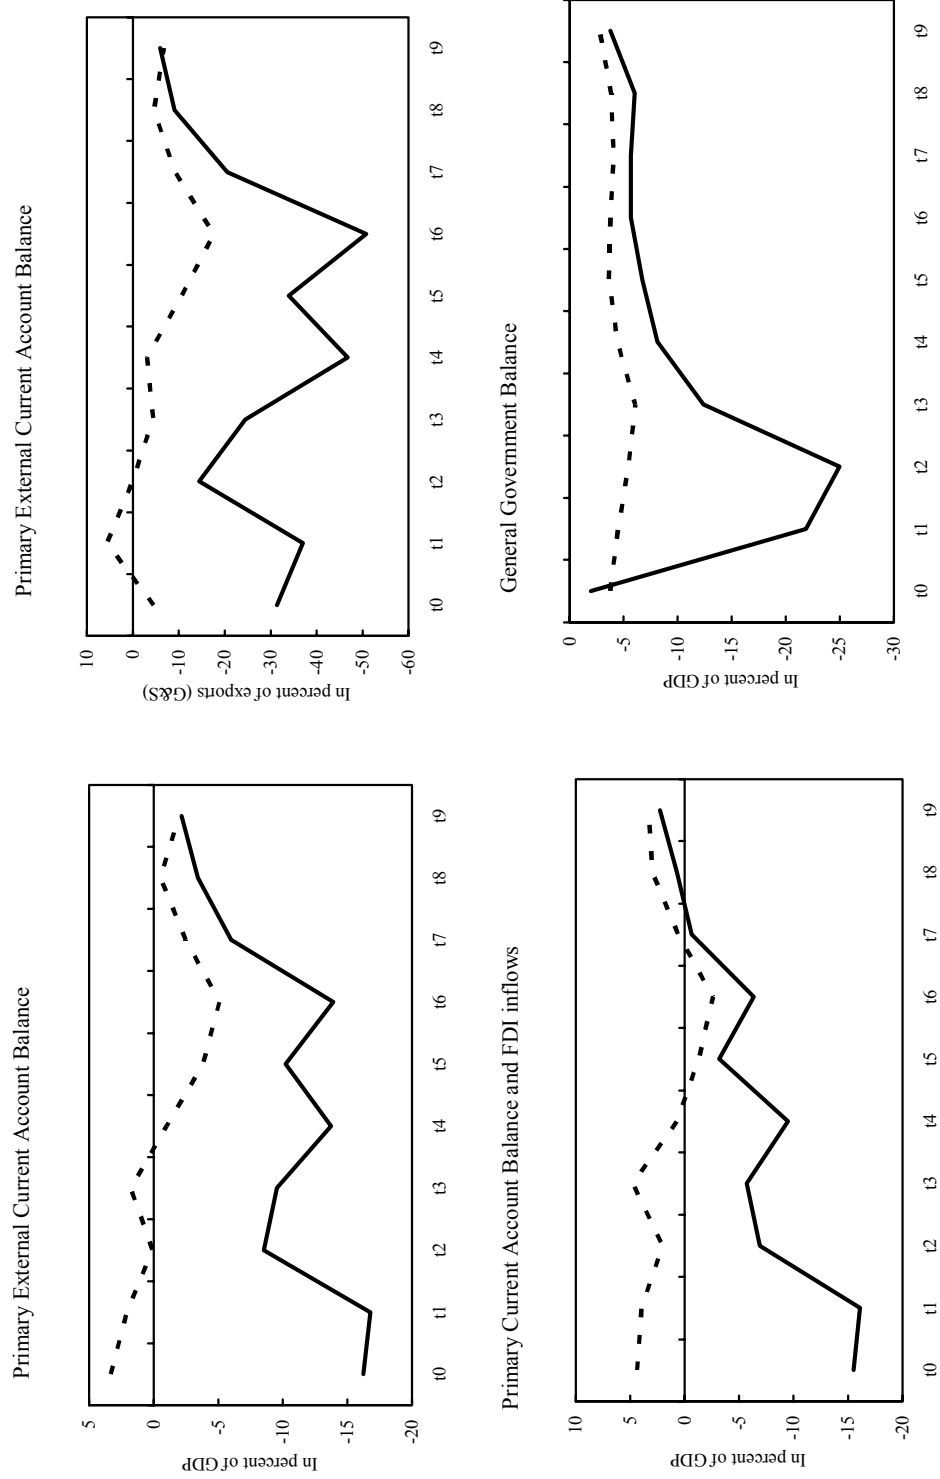 Primary External Current Account Balance
In percent of GDP
5
0
-5
-10
-15
-20
t0 t1 t2 t3 t4 t5 t6 t7 t8 t9
Primary External Current Account Balance
In percent of exports (G&S)
10
0
-10
-20
-30
-40
-50
-60
t0 t1 t2 t3 t4 t5 t6 t7 t8 t9
Primary Current Account Balance and FDI inflows
In percent of GDP
10
5
0
-5
-10
-15
-20
t0 t1 t2 t3 t4 t5 t6 t7 t8 t9
General Government Balance
In percent of GDP
0
-5
-10
-15
-20
-25
-30
t0 t1 t2 t3 t4 t5 t6 t7 t8 t9